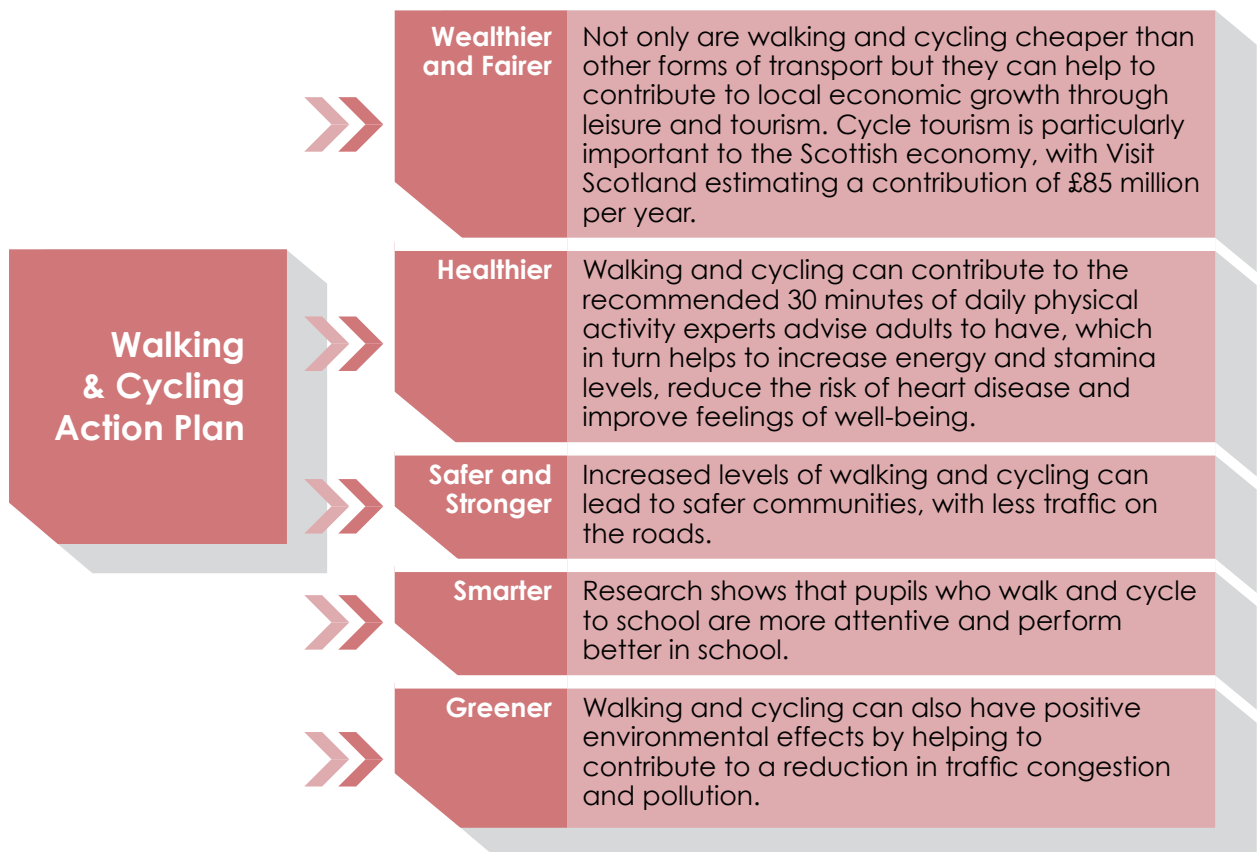 Walking
& Cycling
Action Plan
Wealthier
and Fairer
Not only are walking and cycling cheaper than
other forms of transport but they can help to
contribute to local economic growth through
leisure and tourism. Cycle tourism is particularly
important to the Scottish economy, with Visit
Scotland estimating a contribution of £85 million
per year.
Healthier
Walking and cycling can contribute to the
recommended 30 minutes of daily physical
activity experts advise adults to have, which
in turn helps to increase energy and stamina
levels, reduce the risk of heart disease and
improve feelings of well-being.
Safer and
Stronger
Increased levels of walking and cycling can
lead to safer communities, with less traffic on
the roads.
Smarter
Research shows that pupils who walk and cycle
to school are more attentive and perform
better in school.
Greener
Walking and cycling can also have positive
environmental effects by helping to
contribute to a reduction in traffic congestion
and pollution.